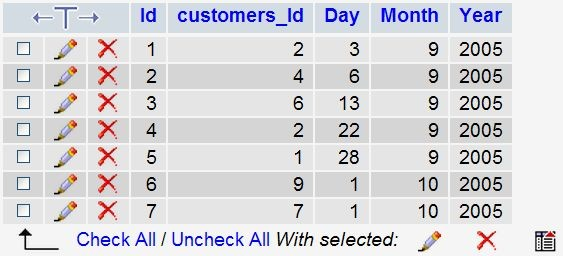 Id customers_Id Day Month Year
1 2 3 9 2005
2 4 6 9 2005
3 6 13 9 2005
4 2 22 9 2005
5 1 28 9 2005
6 9 1 10 2005
7 7 1 10 2005
Check All / Uncheck All With selected: